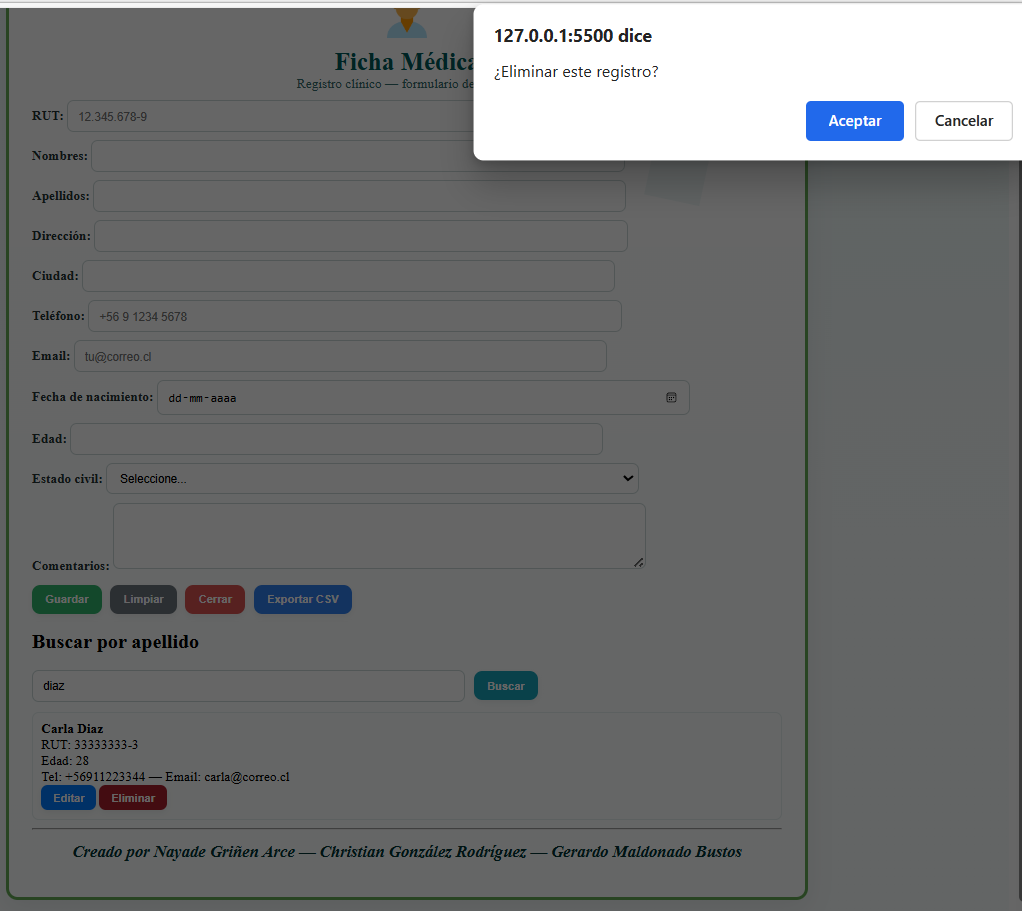 127.0.0.1:5500 dice
¿Eliminar este registro?
Aceptar
Cancelar
Ficha Médica
Registro clínico — formulario de
RUT: 12.345.678-9
Nombres:
Apellidos:
Dirección:
Ciudad:
Teléfono: +56 9 1234 5678
Email: tu@correo.cl
Fecha de nacimiento: dd-mm-aaaa
Edad:
Estado civil: Seleccione...
Comentarios:
Guardar Limpiar Cerrar Exportar CSV
Buscar por apellido
diaz Buscar
Carla Diaz
RUT: 33333333-3
Edad: 28
Tel: +56911223344 — Email: carla@correo.cl
Editar Eliminar
Creado por Nayade Griñen Arce — Christian González Rodríguez — Gerardo Maldonado Bustos